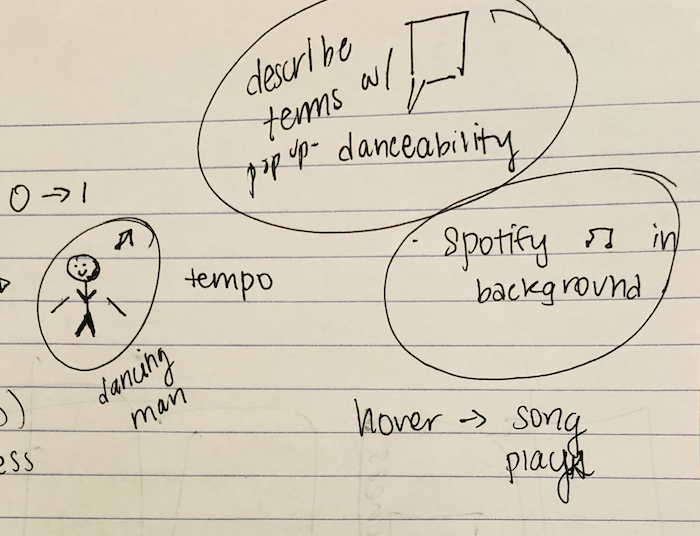 describe
terms w/
pop up- danceability
0 → 1
Spotify ♫ in
background
tempo
dancing
man
hover → song
plays
ess